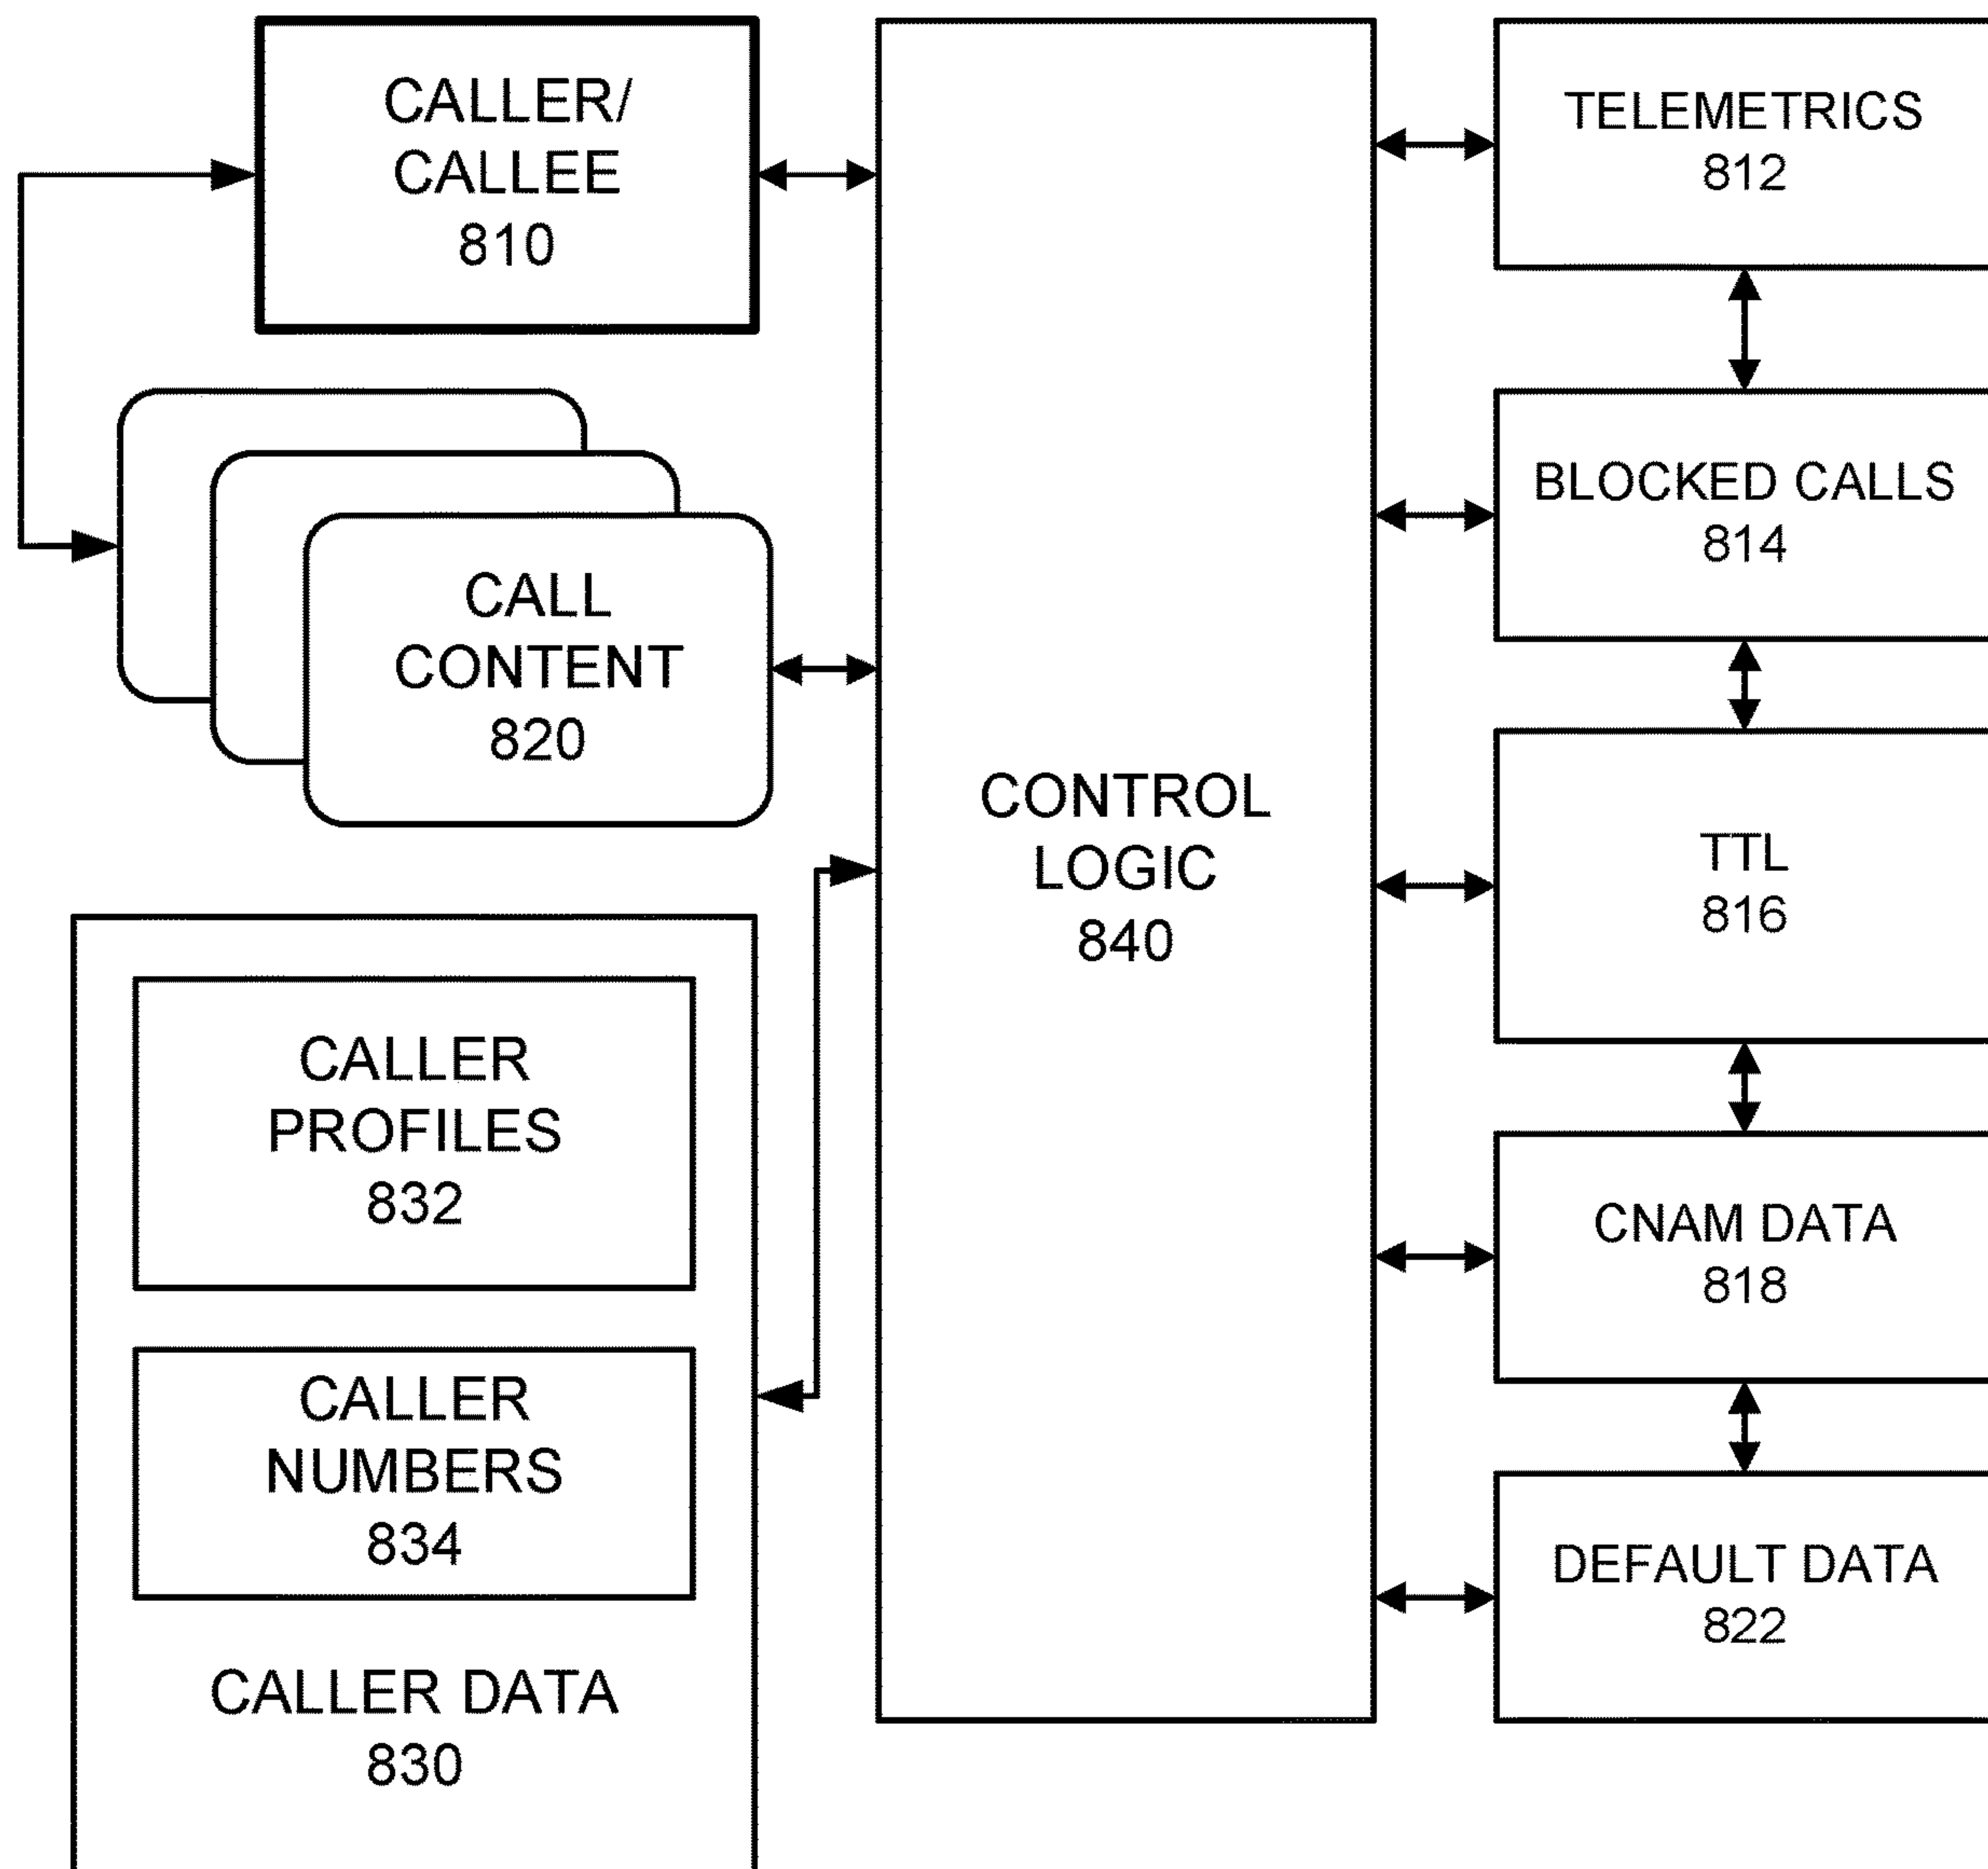 CALLER/
CALLEE
810
CALL
CONTENT
820
CALLER
PROFILES
832
CALLER
NUMBERS
834
CALLER DATA
830
CONTROL
LOGIC
840
TELEMETRICS
812
BLOCKED CALLS
814
TTL
816
CNAM DATA
818
DEFAULT DATA
822